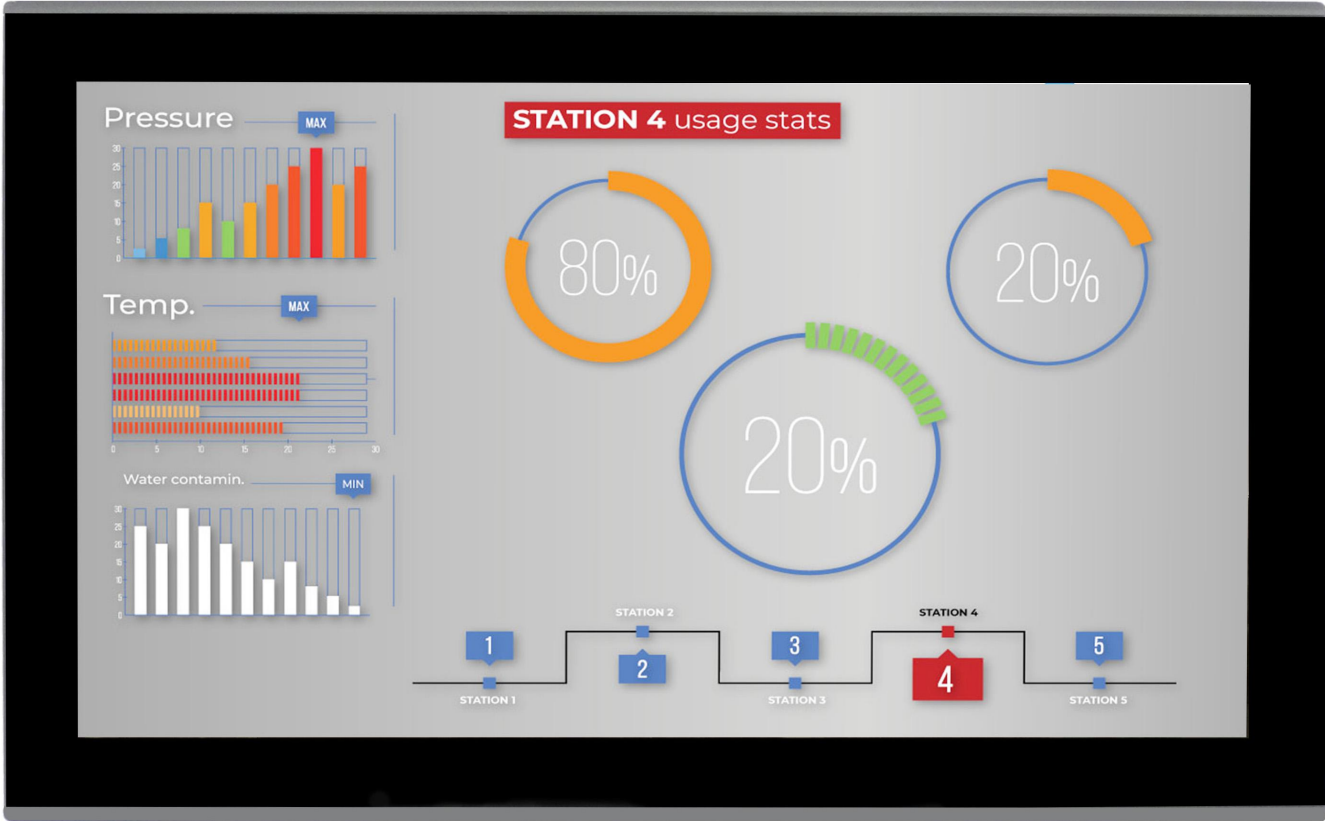 Pressure
MAX
30
25
20
15
10
5
0
Temp.
MAX
0 5 10 15 20 25 30
Water contamin.
MIN
30
25
20
15
10
5
0
STATION 4 usage stats
80%
20%
20%
STATION 2
STATION 4
1
3
5
2
4
STATION 1
STATION 3
STATION 5